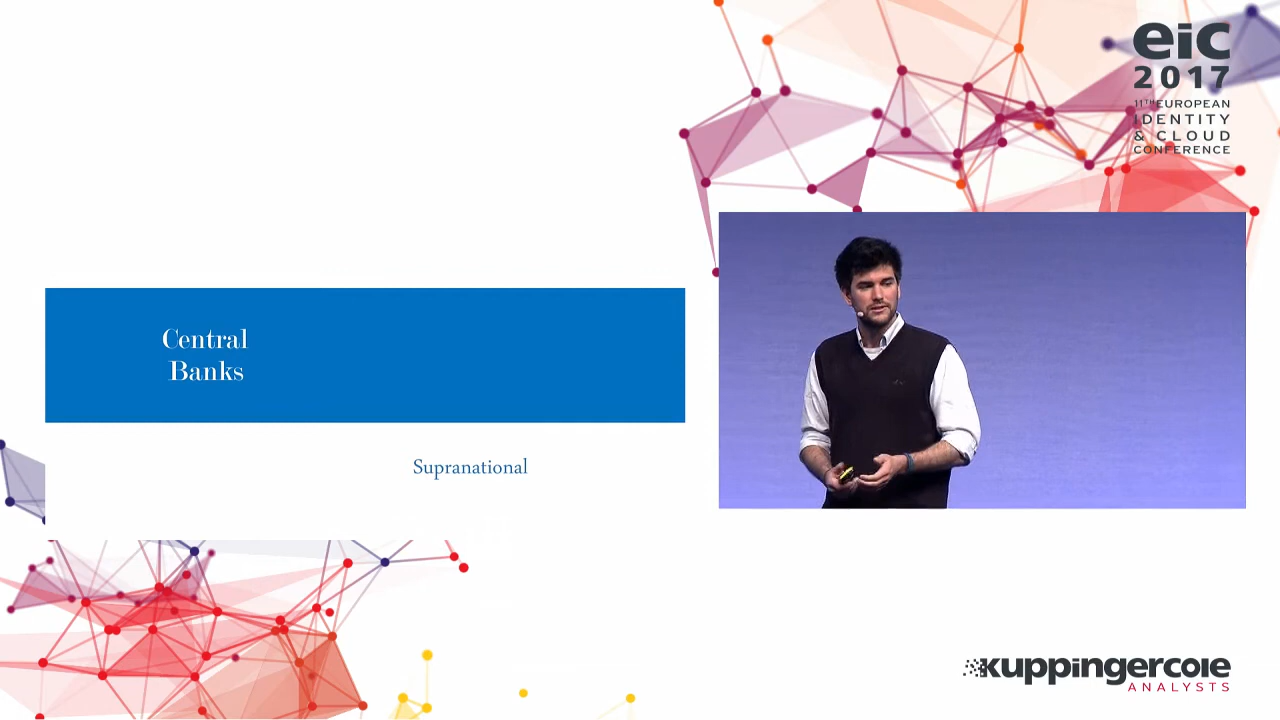 eic
2017
11TH EUROPEAN
IDENTITY
& CLOUD
CONFERENCE
Central
Banks
Supranational
kuppingercole
ANALYSTS